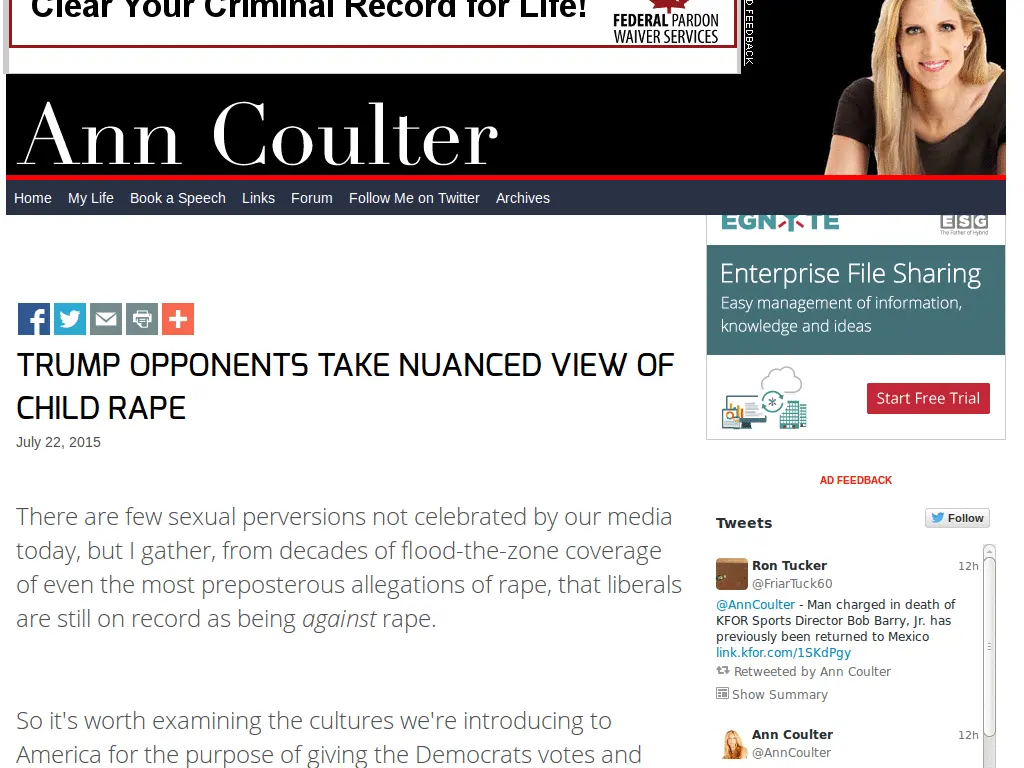 Clear Your Criminal Record for Life!
FEDERAL PARDON
WAIVER SERVICES
D FEEDBACK
Ann Coulter
Home My Life Book a Speech Links Forum Follow Me on Twitter Archives
EGNYTE
ESG
The Father of Hybrid
Enterprise File Sharing
Easy management of information,
knowledge and ideas
Start Free Trial
AD FEEDBACK
TRUMP OPPONENTS TAKE NUANCED VIEW OF
CHILD RAPE
July 22, 2015
There are few sexual perversions not celebrated by our media
today, but I gather, from decades of flood-the-zone coverage
of even the most preposterous allegations of rape, that liberals
are still on record as being against rape.
So it's worth examining the cultures we're introducing to
America for the purpose of giving the Democrats votes and
Tweets
Follow
Ron Tucker 12h
@FriarTuck60
@AnnCoulter - Man charged in death of
KFOR Sports Director Bob Barry, Jr. has
previously been returned to Mexico
link.kfor.com/1SKdPgy
Retweeted by Ann Coulter
Show Summary
Ann Coulter 12h
@AnnCoulter